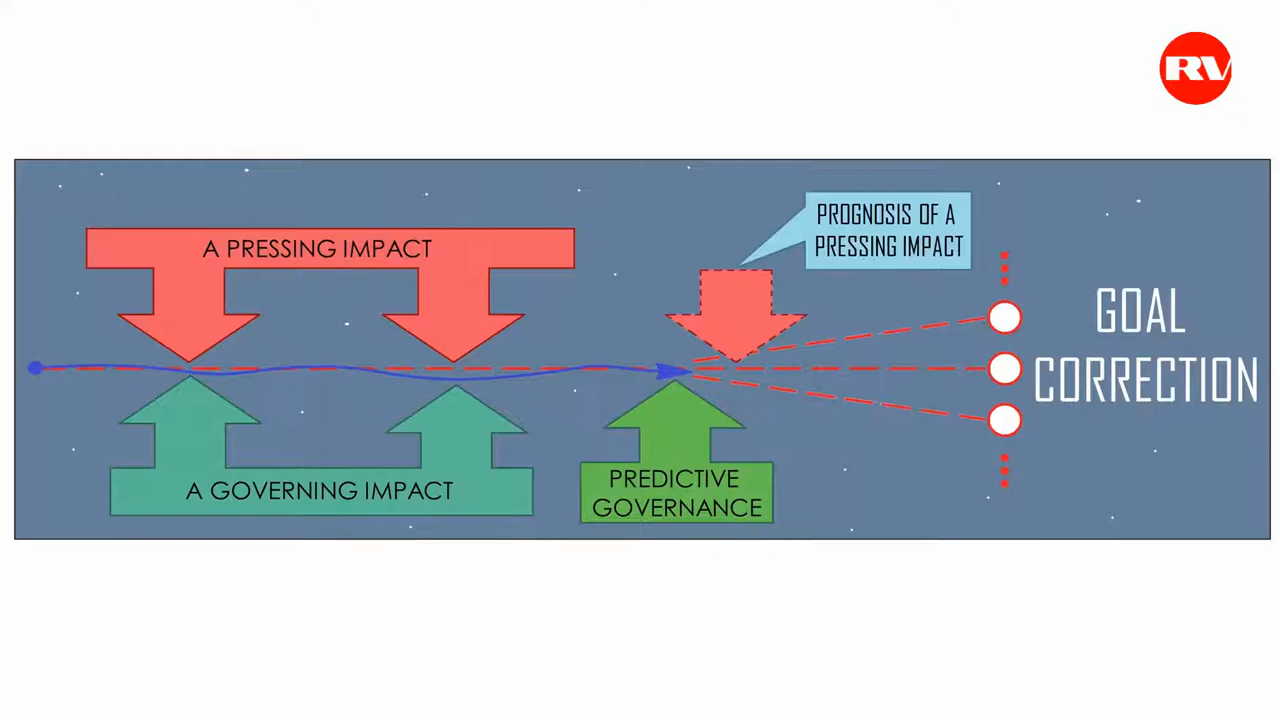 RV
A PRESSING IMPACT
PROGNOSIS OF A
PRESSING IMPACT
GOAL
CORRECTION
A GOVERNING IMPACT
PREDICTIVE
GOVERNANCE